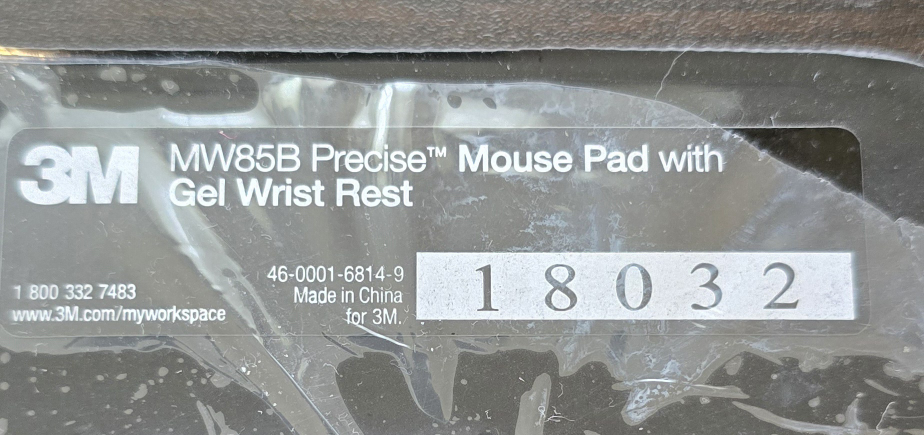 3M
MW85B Precise™ Mouse Pad with
Gel Wrist Rest
1 800 332 7483
www.3M.com/myworkspace
46-0001-6814-9
Made in China
for 3M.
18032